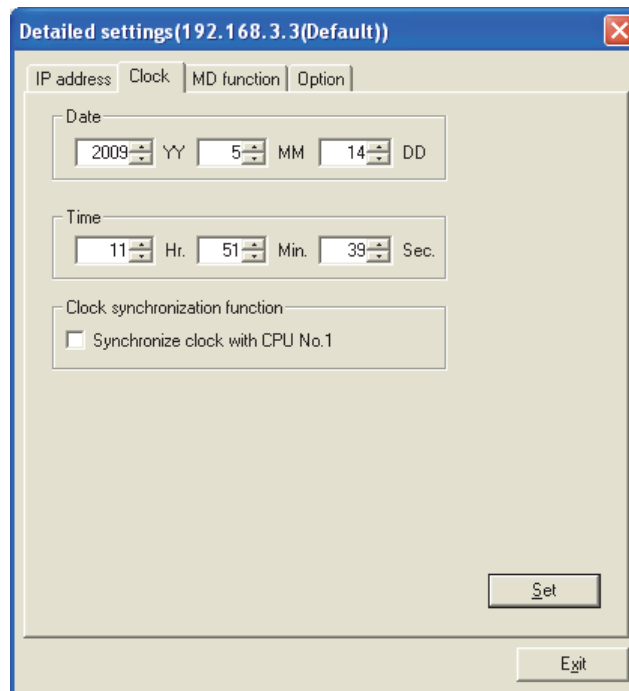 Detailed settings(192.168.3.3(Default))
IP address Clock MD function Option
Date
2009 YY 5 MM 14 DD
Time
11 Hr. 51 Min. 39 Sec.
Clock synchronization function
Synchronize clock with CPU No.1
Set
Exit